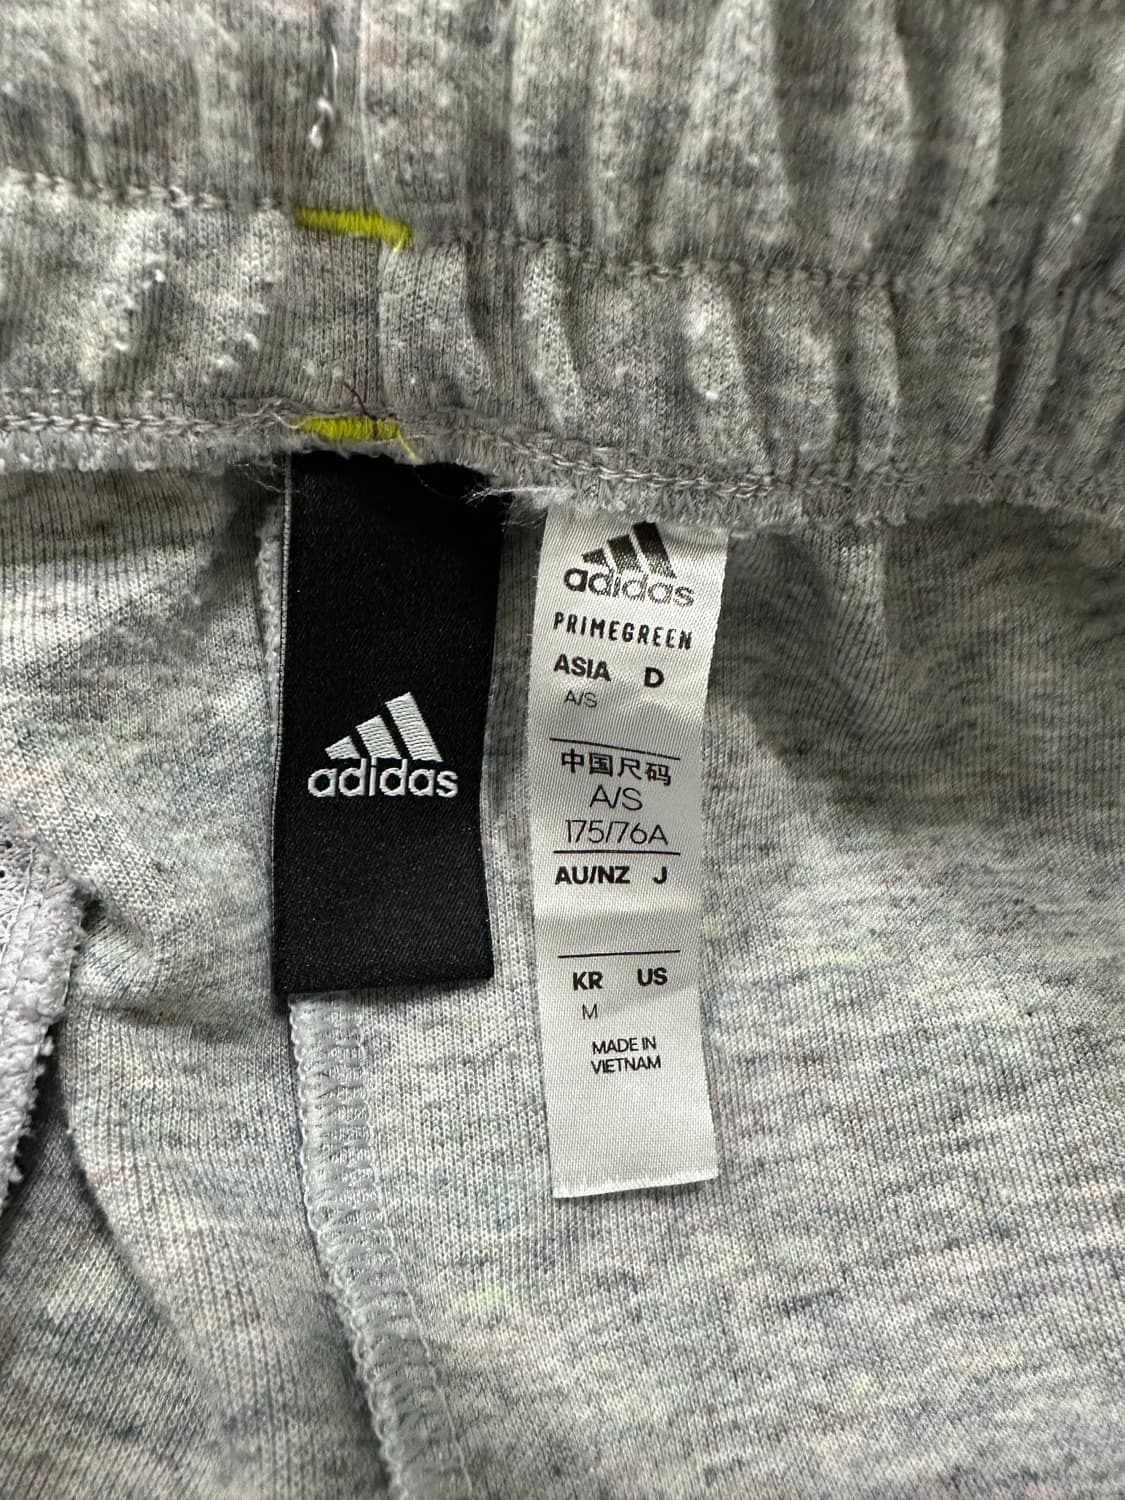 adidas
adidas
PRIMEGREEN
ASIA D
A/S
中国尺码
A/S
175/76A
AU/NZ J
KR US
M
MADE IN
VIETNAM